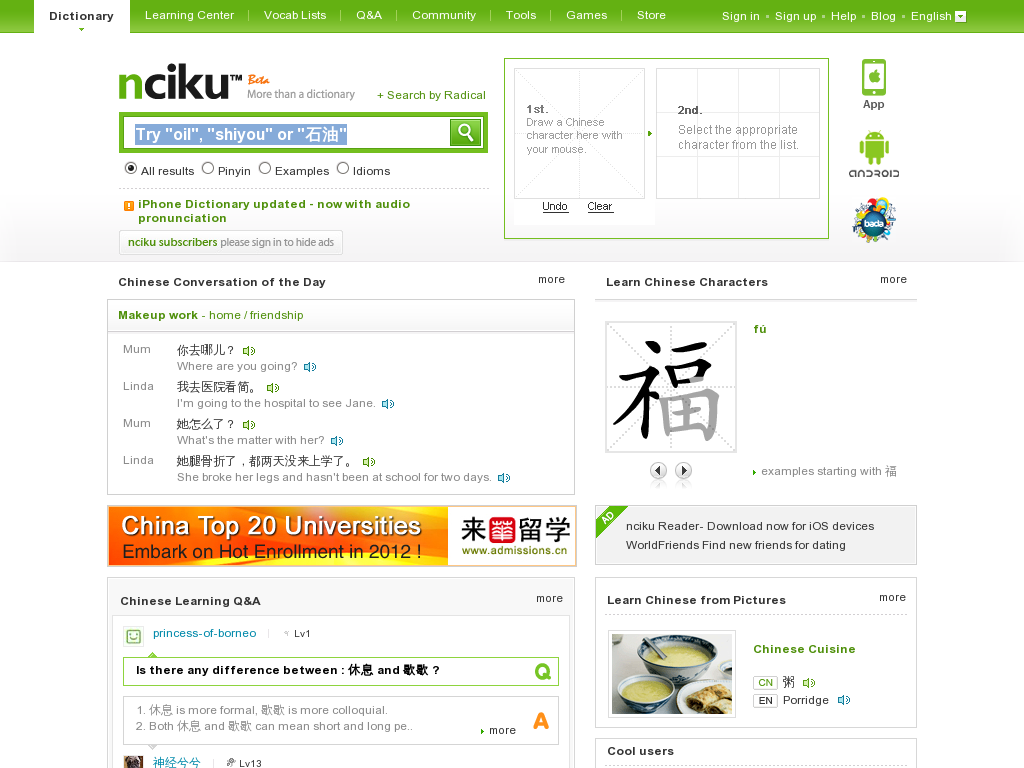 Dictionary
Learning Center
Vocab Lists
Q&A
Community
Tools
Games
Store
Sign in
Sign up
Help
Blog
English
nciku™ Beta
More than a dictionary
+ Search by Radical
Try "oil", "shiyou" or "石油"
All results
Pinyin
Examples
Idioms
iPhone Dictionary updated - now with audio
pronunciation
nciku subscribers please sign in to hide ads
1st.
Draw a Chinese
character here with
your mouse.
2nd.
Select the appropriate
character from the list.
Undo
Clear
App
ANDROID
bada
Chinese Conversation of the Day
more
Makeup work - home / friendship
Mum
你去哪儿？
Where are you going?
Linda
我去医院看简。
I'm going to the hospital to see Jane.
Mum
她怎么了？
What's the matter with her?
Linda
她腿骨折了，都两天没来上学了。
She broke her legs and hasn't been at school for two days.
Learn Chinese Characters
more
福
fú
examples starting with 福
China Top 20 Universities
Embark on Hot Enrollment in 2012 !
来華留学
www.admissions.cn
AD
nciku Reader- Download now for iOS devices
WorldFriends Find new friends for dating
Chinese Learning Q&A
more
princess-of-borneo
Lv1
Is there any difference between : 休息 and 歇歇 ?
Q
1. 休息 is more formal, 歇歇 is more colloquial.
2. Both 休息 and 歇歇 can mean short and long pe..
more
A
神经兮兮
Lv13
Learn Chinese from Pictures
more
Chinese Cuisine
CN 粥
EN Porridge
Cool users